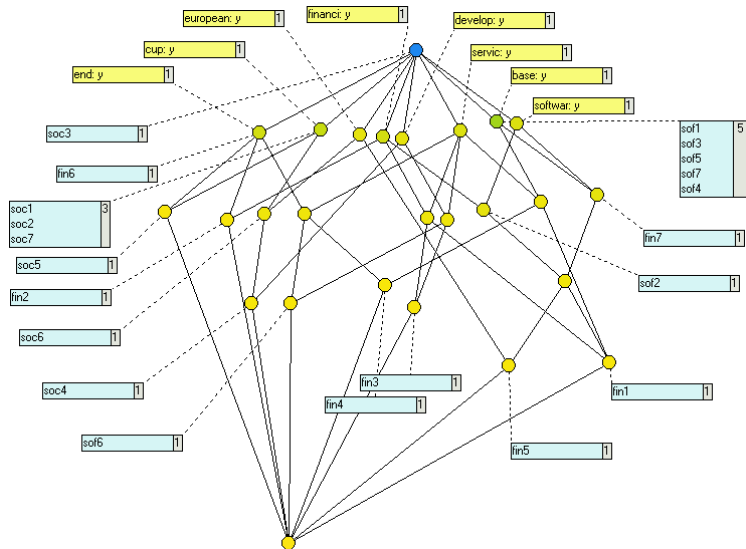 european: y 1
financi: y 1
develop: y 1
cup: y 1
servic: y 1
end: y 1
base: y 1
softwar: y 1
soc3 1
sof1 5
sof3
sof5
sof7
sof4
fin6 1
soc1 3
soc2
soc7
fin7 1
soc5 1
sof2 1
fin2 1
soc6 1
fin3 1
soc4 1
fin1 1
fin4 1
sof6 1
fin5 1